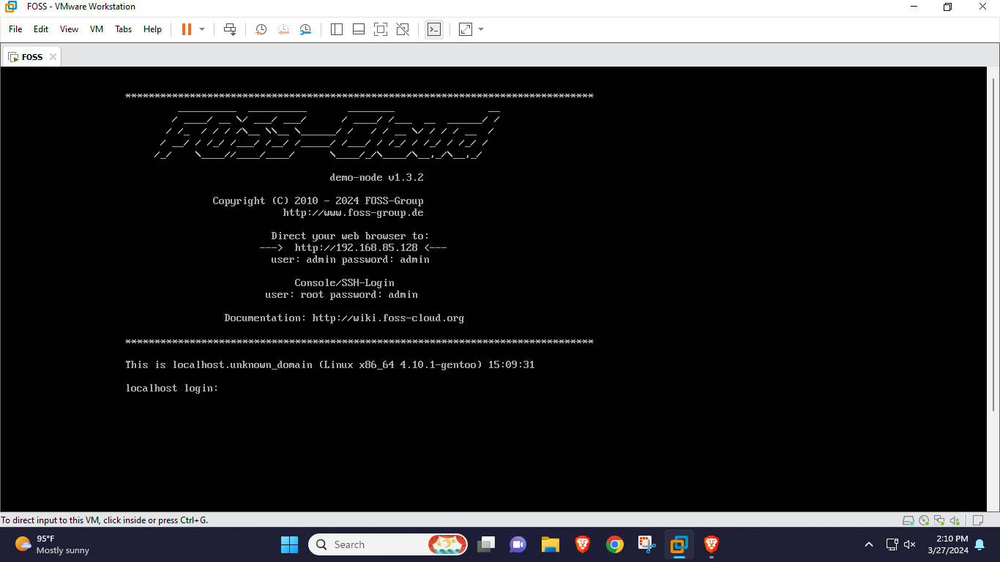 FOSS - VMware Workstation
File Edit View VM Tabs Help
FOSS
********************************************************************************
FOSS-Cloud
demo-node v1.3.2
Copyright (C) 2010 - 2024 FOSS-Group
http://www.foss-group.de
Direct your web browser to:
---> http://192.168.85.128 <---
user: admin password: admin
Console/SSH-Login
user: root password: admin
Documentation: http://wiki.foss-cloud.org
********************************************************************************
This is localhost.unknown_domain (Linux x86_64 4.10.1-gentoo) 15:09:31
localhost login:
To direct input to this VM, click inside or press Ctrl+G.
95°F
Mostly sunny
Search
2:10 PM
3/27/2024